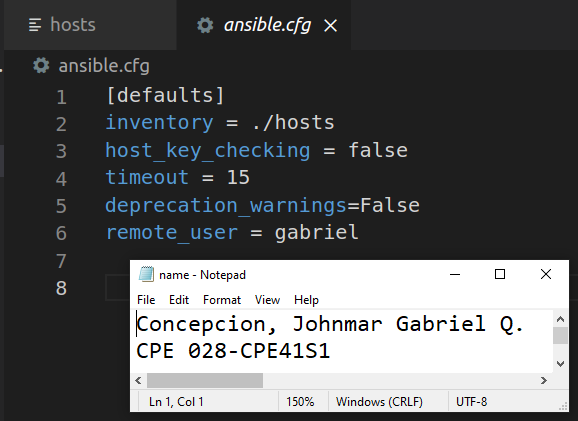 hosts
ansible.cfg
ansible.cfg
1 [defaults]
2 inventory = ./hosts
3 host_key_checking = false
4 timeout = 15
5 deprecation_warnings=False
6 remote_user = gabriel
7
8
name - Notepad
File Edit Format View Help
Concepcion, Johnmar Gabriel Q.
CPE 028-CPE41S1
Ln 1, Col 1 150% Windows (CRLF) UTF-8